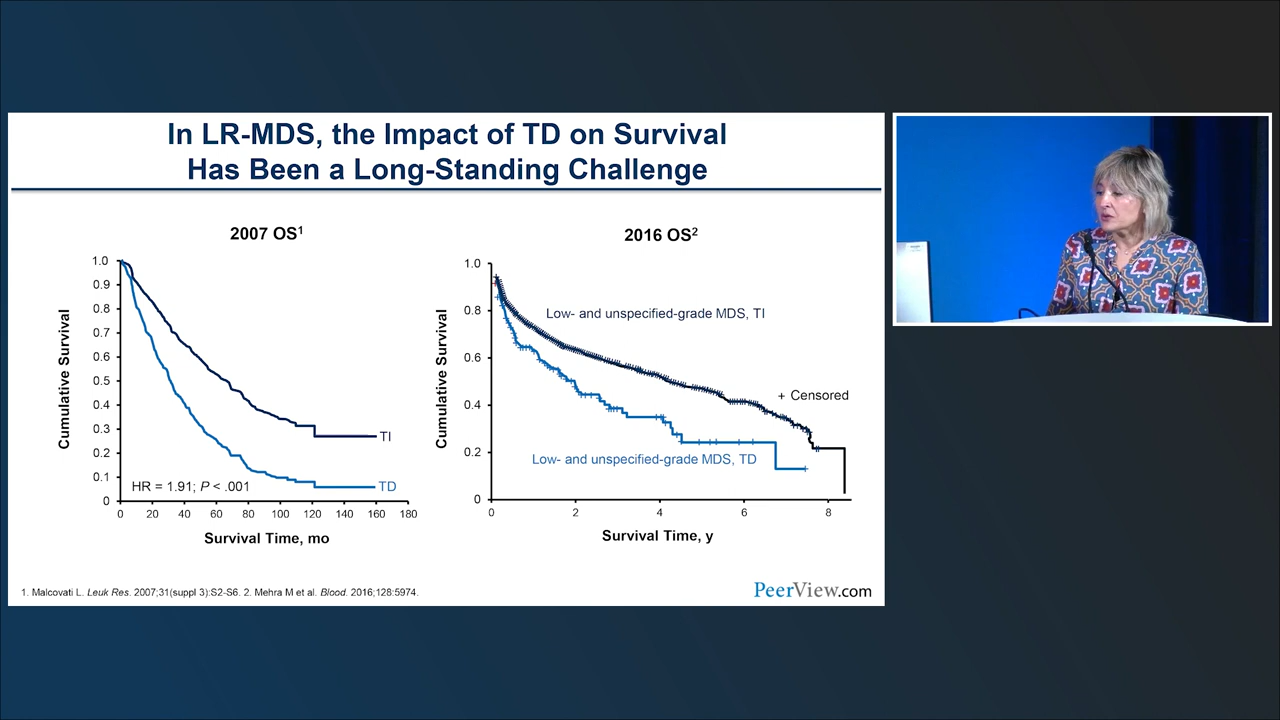 In LR-MDS, the Impact of TD on Survival
Has Been a Long-Standing Challenge
2007 OS1
Cumulative Survival
1.0
0.9
0.8
0.7
0.6
0.5
0.4
0.3
0.2
0.1
0
TI
TD
HR = 1.91; P < .001
0 20 40 60 80 100 120 140 160 180
Survival Time, mo
2016 OS2
Cumulative Survival
1.0
0.8
0.6
0.4
0.2
0
Low- and unspecified-grade MDS, TI
+ Censored
Low- and unspecified-grade MDS, TD
0 2 4 6 8
Survival Time, y
1. Malcovati L. Leuk Res. 2007;31(suppl 3):S2-S6. 2. Mehra M et al. Blood. 2016;128:5974.
PeerView.com